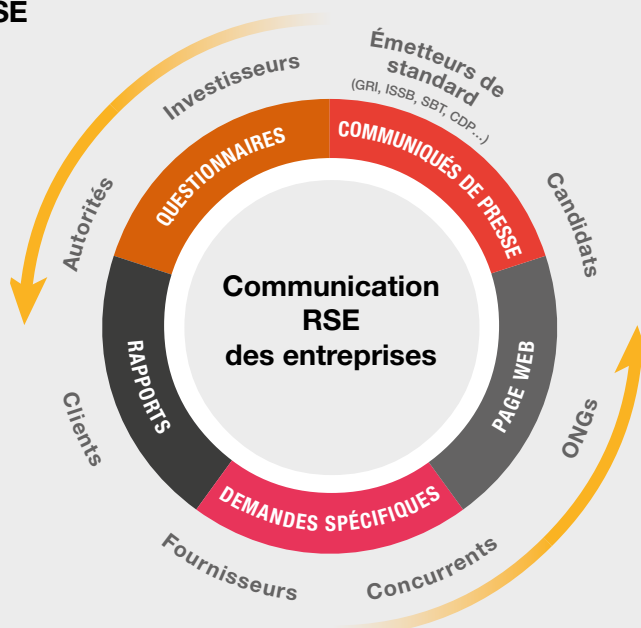 SE
Émetteurs de
standard
(GRI, ISSB, SBT, CDP...)
Investisseurs
Candidats
Autorités
QUESTIONNAIRES
COMMUNIQUÉS DE PRESSE
Communication
RSE
des entreprises
RAPPORTS
PAGE WEB
DEMANDES SPÉCIFIQUES
Clients
ONGs
Fournisseurs
Concurrents